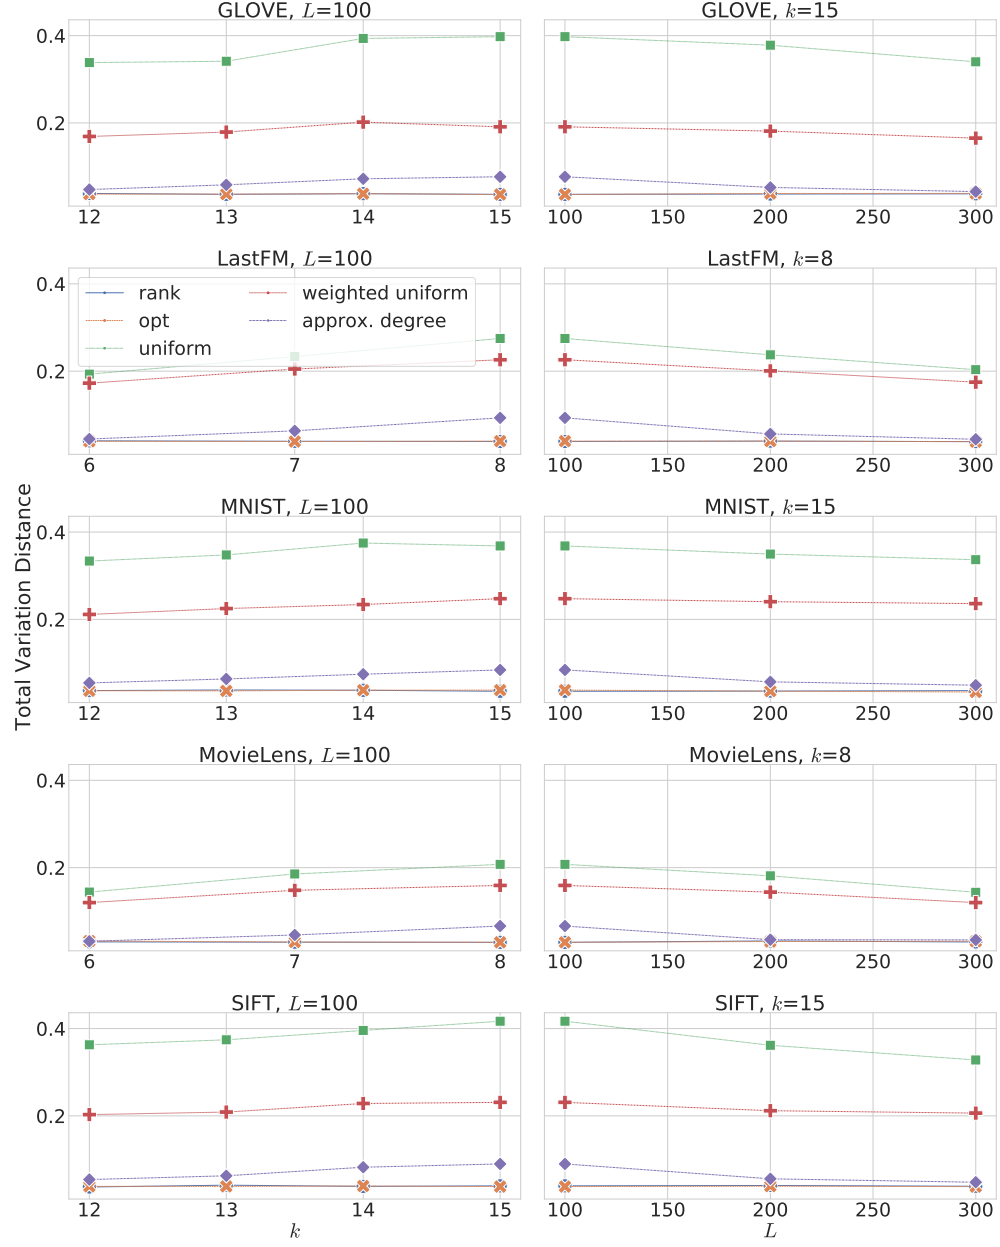 GLOVE, L=100
GLOVE, k=15
0.4
0.2
12 13 14 15
100 150 200 250 300
LastFM, L=100
LastFM, k=8
0.4
0.2
rank
opt
uniform
weighted uniform
approx. degree
6 7 8
100 150 200 250 300
Total Variation Distance
MNIST, L=100
MNIST, k=15
0.4
0.2
12 13 14 15
100 150 200 250 300
MovieLens, L=100
MovieLens, k=8
0.4
0.2
6 7 8
100 150 200 250 300
SIFT, L=100
SIFT, k=15
0.4
0.2
12 13 14 15
100 150 200 250 300
k
L